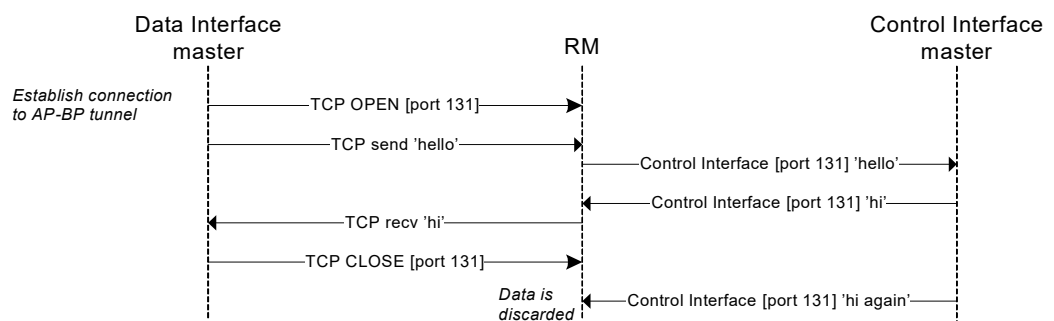 Data Interface
master
RM
Control Interface
master
Establish connection
to AP-BP tunnel
TCP OPEN [port 131]
TCP send ’hello’
Control Interface [port 131] ’hello’
Control Interface [port 131] ’hi’
TCP recv ’hi’
TCP CLOSE [port 131]
Data is
discarded
Control Interface [port 131] ’hi again’